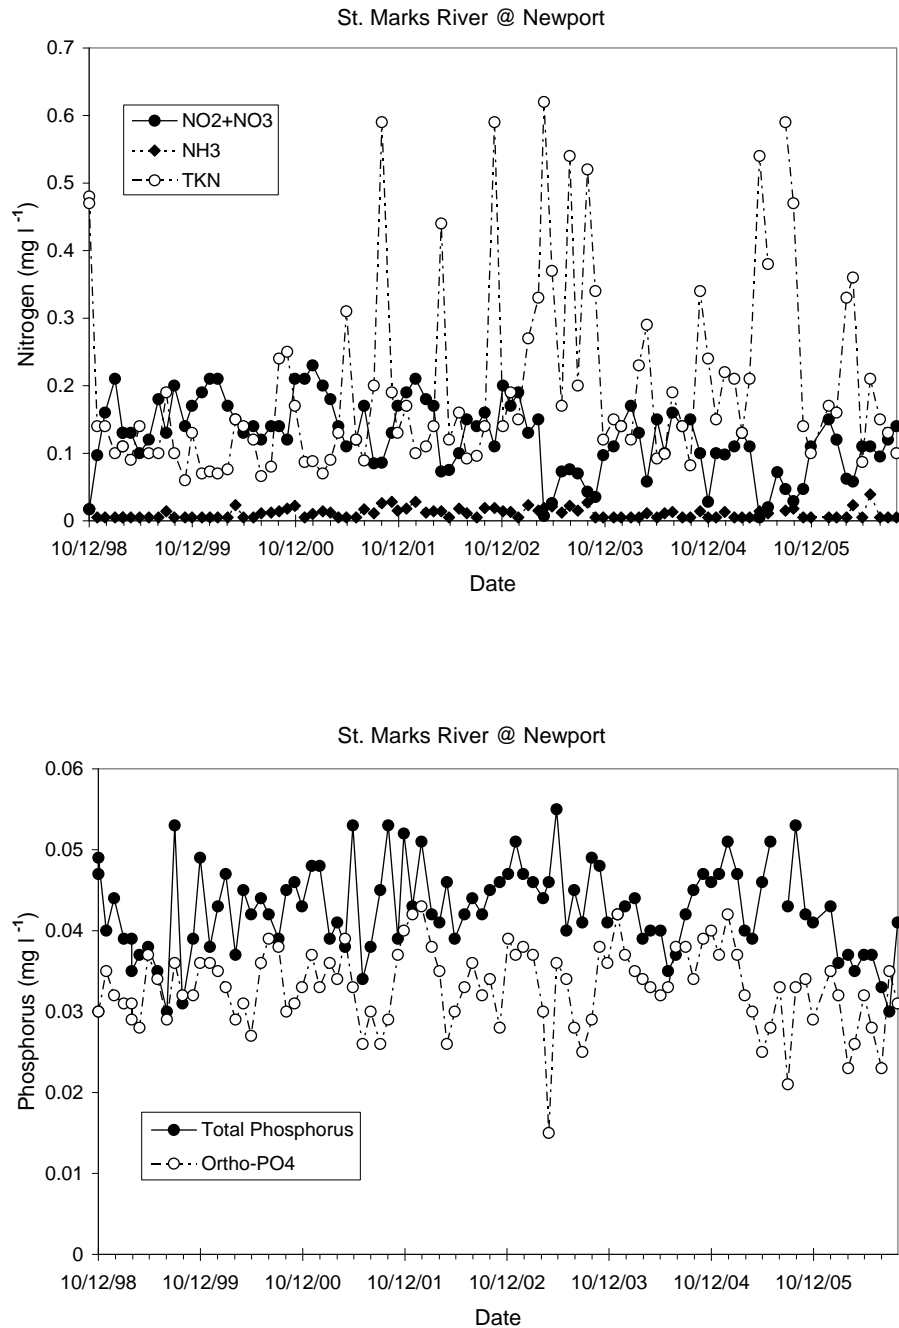 St. Marks River @ Newport
0.7
0.6
0.5
0.4
0.3
0.2
0.1
0
Nitrogen (mg l -1)
NO2+NO3
NH3
TKN
10/12/98 10/12/99 10/12/00 10/12/01 10/12/02 10/12/03 10/12/04 10/12/05
Date
St. Marks River @ Newport
0.06
0.05
0.04
0.03
0.02
0.01
0
Phosphorus (mg l -1)
Total Phosphorus
Ortho-PO4
10/12/98 10/12/99 10/12/00 10/12/01 10/12/02 10/12/03 10/12/04 10/12/05
Date